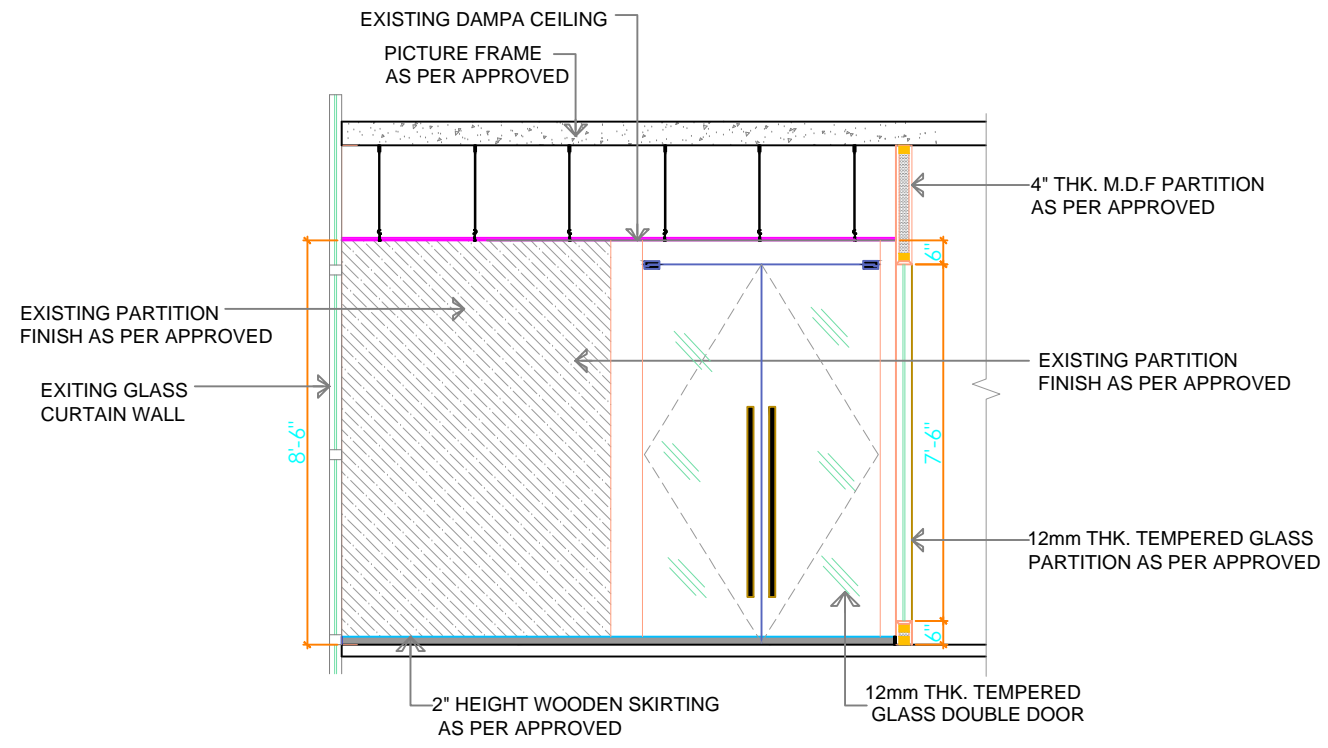 EXISTING DAMPA CEILING
PICTURE FRAME
AS PER APPROVED
4" THK. M.D.F PARTITION
AS PER APPROVED
6"
EXISTING PARTITION
FINISH AS PER APPROVED
EXISTING PARTITION
FINISH AS PER APPROVED
EXITING GLASS
CURTAIN WALL
8'-6"
7'-6"
12mm THK. TEMPERED GLASS
PARTITION AS PER APPROVED
6"
2" HEIGHT WOODEN SKIRTING
AS PER APPROVED
12mm THK. TEMPERED
GLASS DOUBLE DOOR